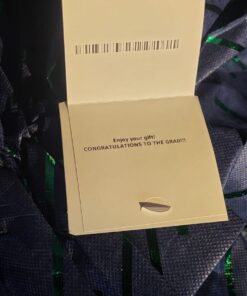 Enjoy your gift!
CONGRATULATIONS TO THE GRAD!!!